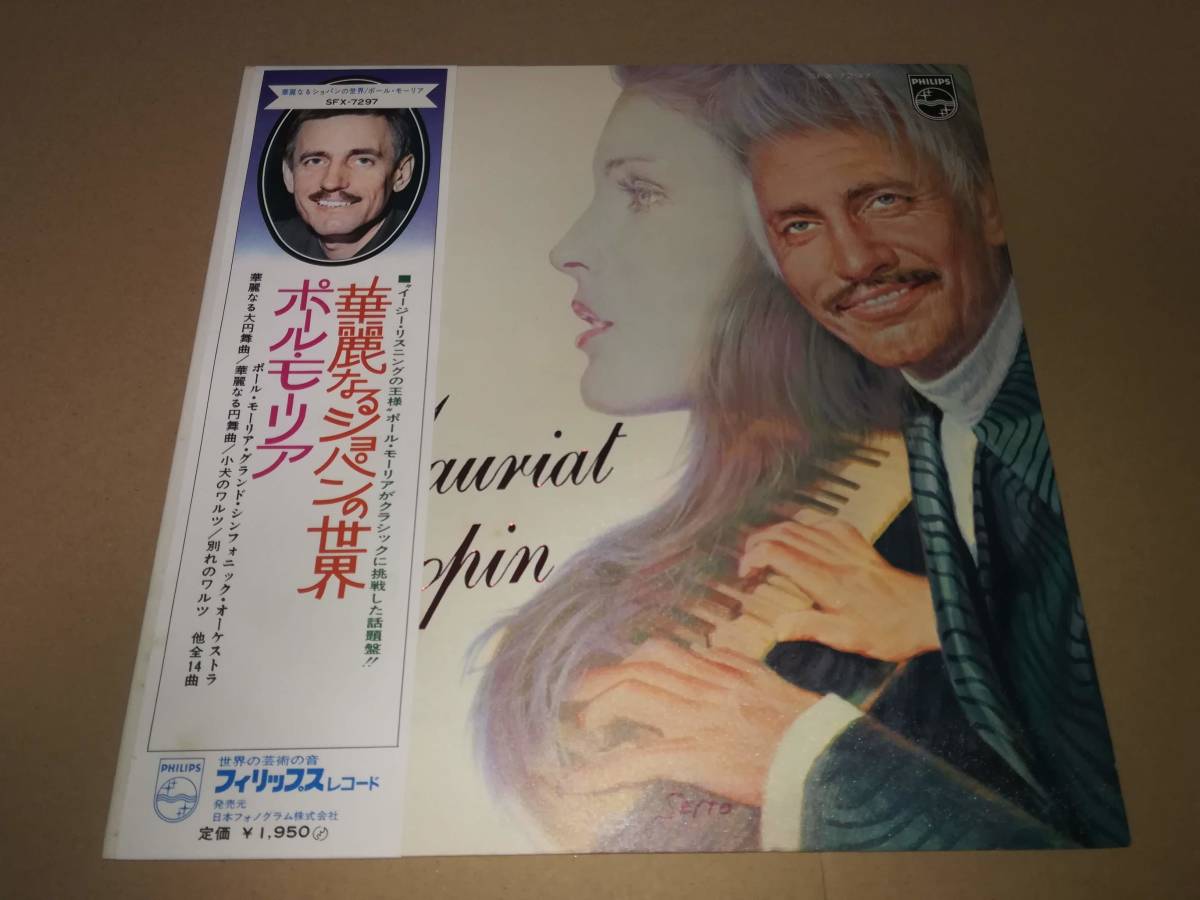 華麗なるショパンの世界/ポール・モーリア
SFX-7297
■〝イージー・リスニングの王様〟ポール・モーリアがクラシックに挑戦した話題盤!!
華麗なるショパンの世界
ポール・モーリア
ポール・モーリア・グランド・シンフォニック・オーケストラ
華麗なる大円舞曲/華麗なる円舞曲/小犬のワルツ/別れのワルツ 他全14曲
PHILIPS
世界の芸術の音
フィリップスレコード
発売元
日本フォノグラム株式会社
定価 ¥1,950
SFX-7297
PHILIPS
auriat
opin